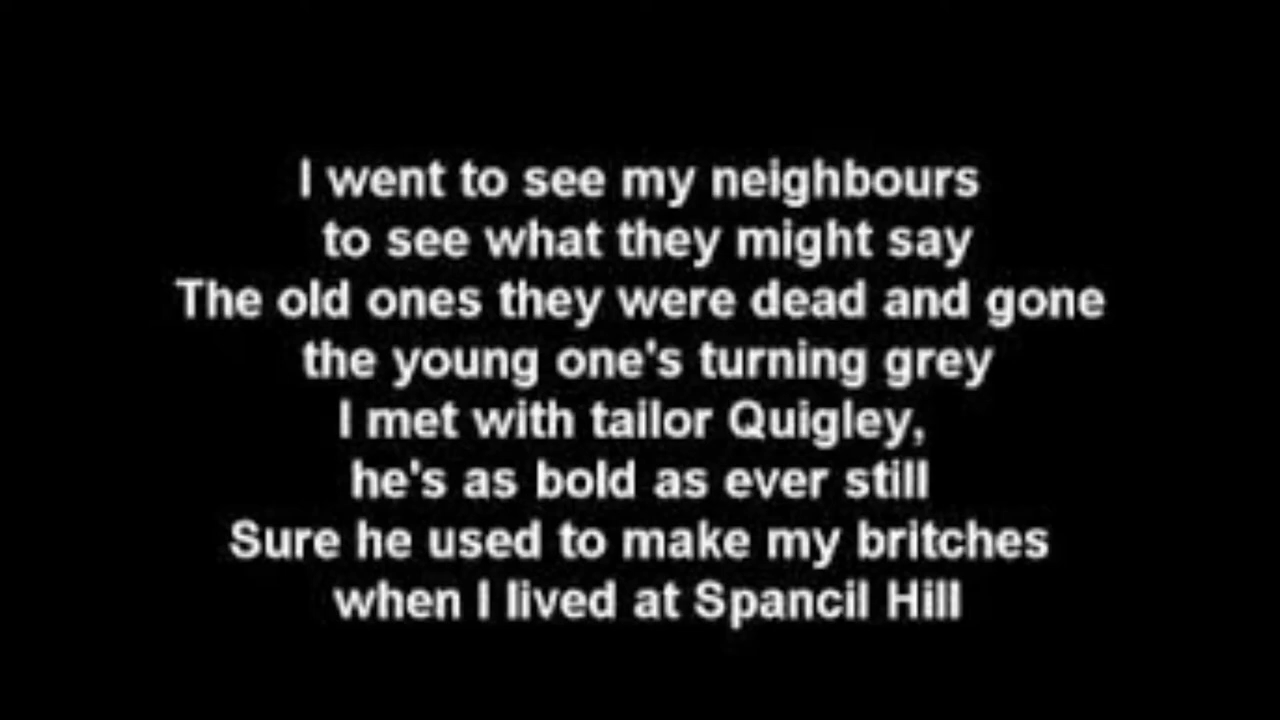 I went to see my neighbours
to see what they might say
The old ones they were dead and gone
the young one's turning grey
I met with tailor Quigley,
he's as bold as ever still
Sure he used to make my britches
when I lived at Spancil Hill